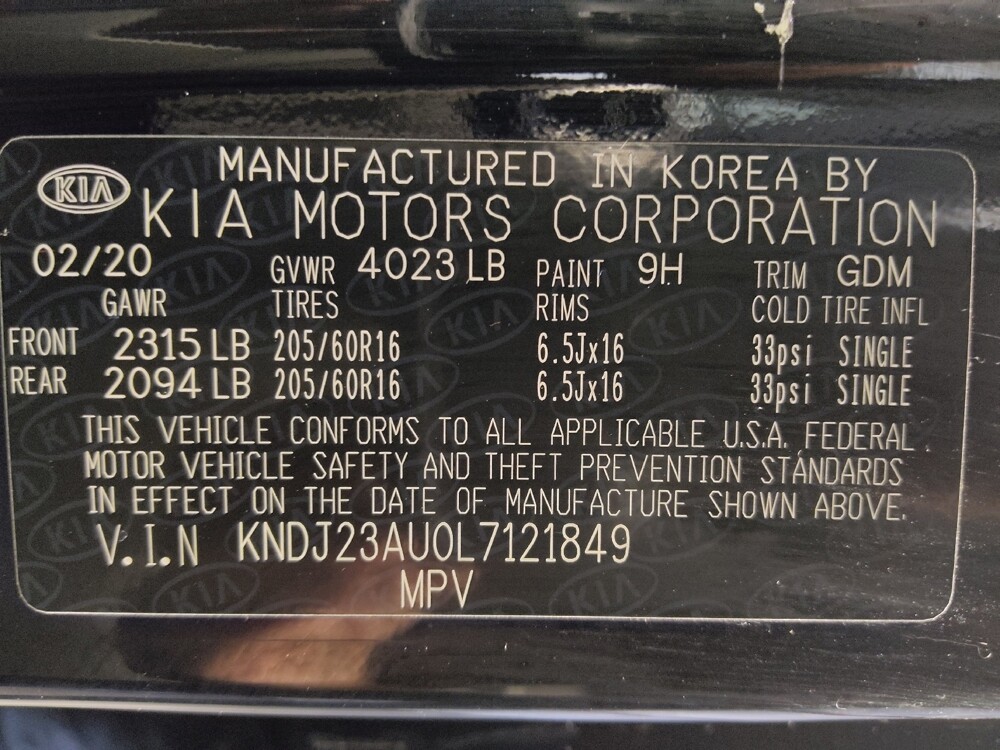 KIA
MANUFACTURED IN KOREA BY
KIA MOTORS CORPORATION
02/20 GVWR 4023 LB PAINT 9H TRIM GDM
GAWR TIRES RIMS COLD TIRE INFL
FRONT 2315 LB 205/60R16 6.5Jx16 33psi SINGLE
REAR 2094 LB 205/60R16 6.5Jx16 33psi SINGLE
THIS VEHICLE CONFORMS TO ALL APPLICABLE U.S.A. FEDERAL
MOTOR VEHICLE SAFETY AND THEFT PREVENTION STANDARDS
IN EFFECT ON THE DATE OF MANUFACTURE SHOWN ABOVE.
V.I.N KNDJ23AU0L7121849
MPV